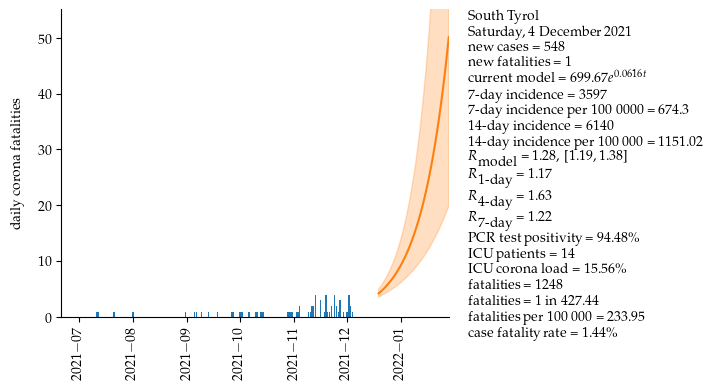 daily corona fatalities
50
40
30
20
10
0
2021−07
2021−08
2021−09
2021−10
2021−11
2021−12
2022−01
South Tyrol
Saturday, 4 December 2021
new cases = 548
new fatalities = 1
current model = 699.67e^0.0616t
7-day incidence = 3597
7-day incidence per 100 0000 = 674.3
14-day incidence = 6140
14-day incidence per 100 000 = 1151.02
R_model = 1.28, [1.19, 1.38]
R_1-day = 1.17
R_4-day = 1.63
R_7-day = 1.22
PCR test positivity = 94.48%
ICU patients = 14
ICU corona load = 15.56%
fatalities = 1248
fatalities = 1 in 427.44
fatalities per 100 000 = 233.95
case fatality rate = 1.44%